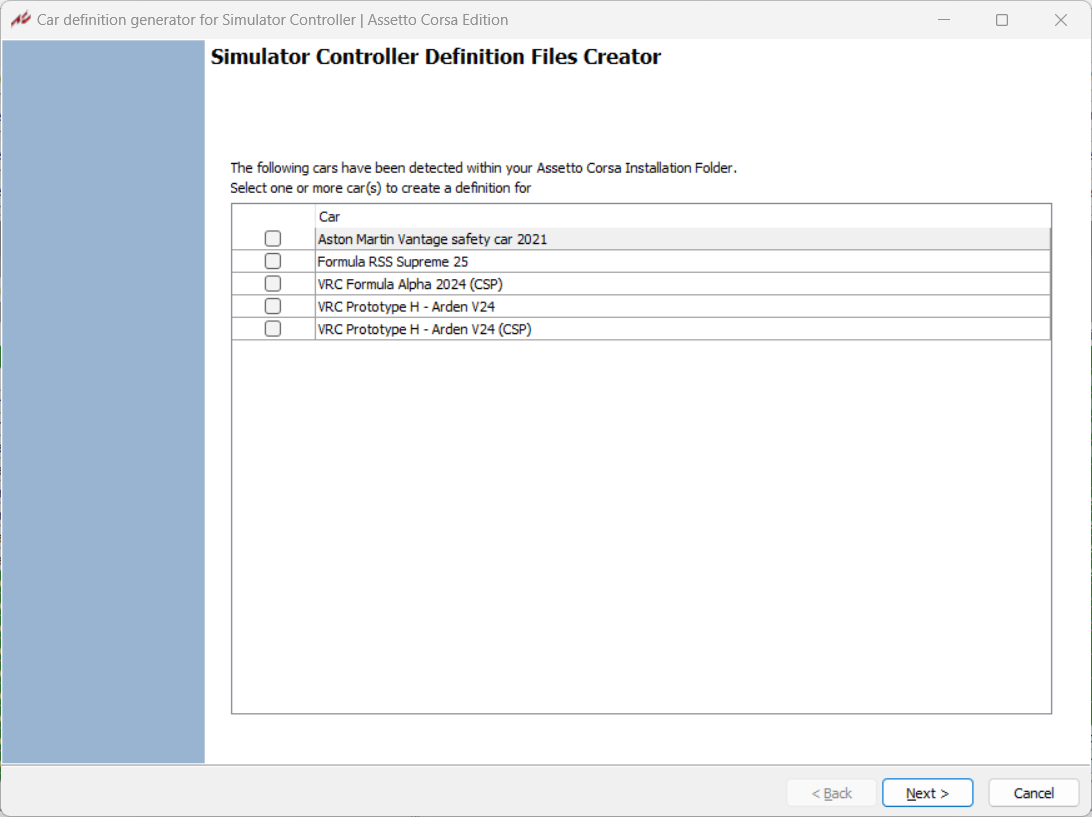 Car definition generator for Simulator Controller | Assetto Corsa Edition
Simulator Controller Definition Files Creator
The following cars have been detected within your Assetto Corsa Installation Folder.
Select one or more car(s) to create a definition for
Car
Aston Martin Vantage safety car 2021
Formula RSS Supreme 25
VRC Formula Alpha 2024 (CSP)
VRC Prototype H - Arden V24
VRC Prototype H - Arden V24 (CSP)
< Back Next > Cancel